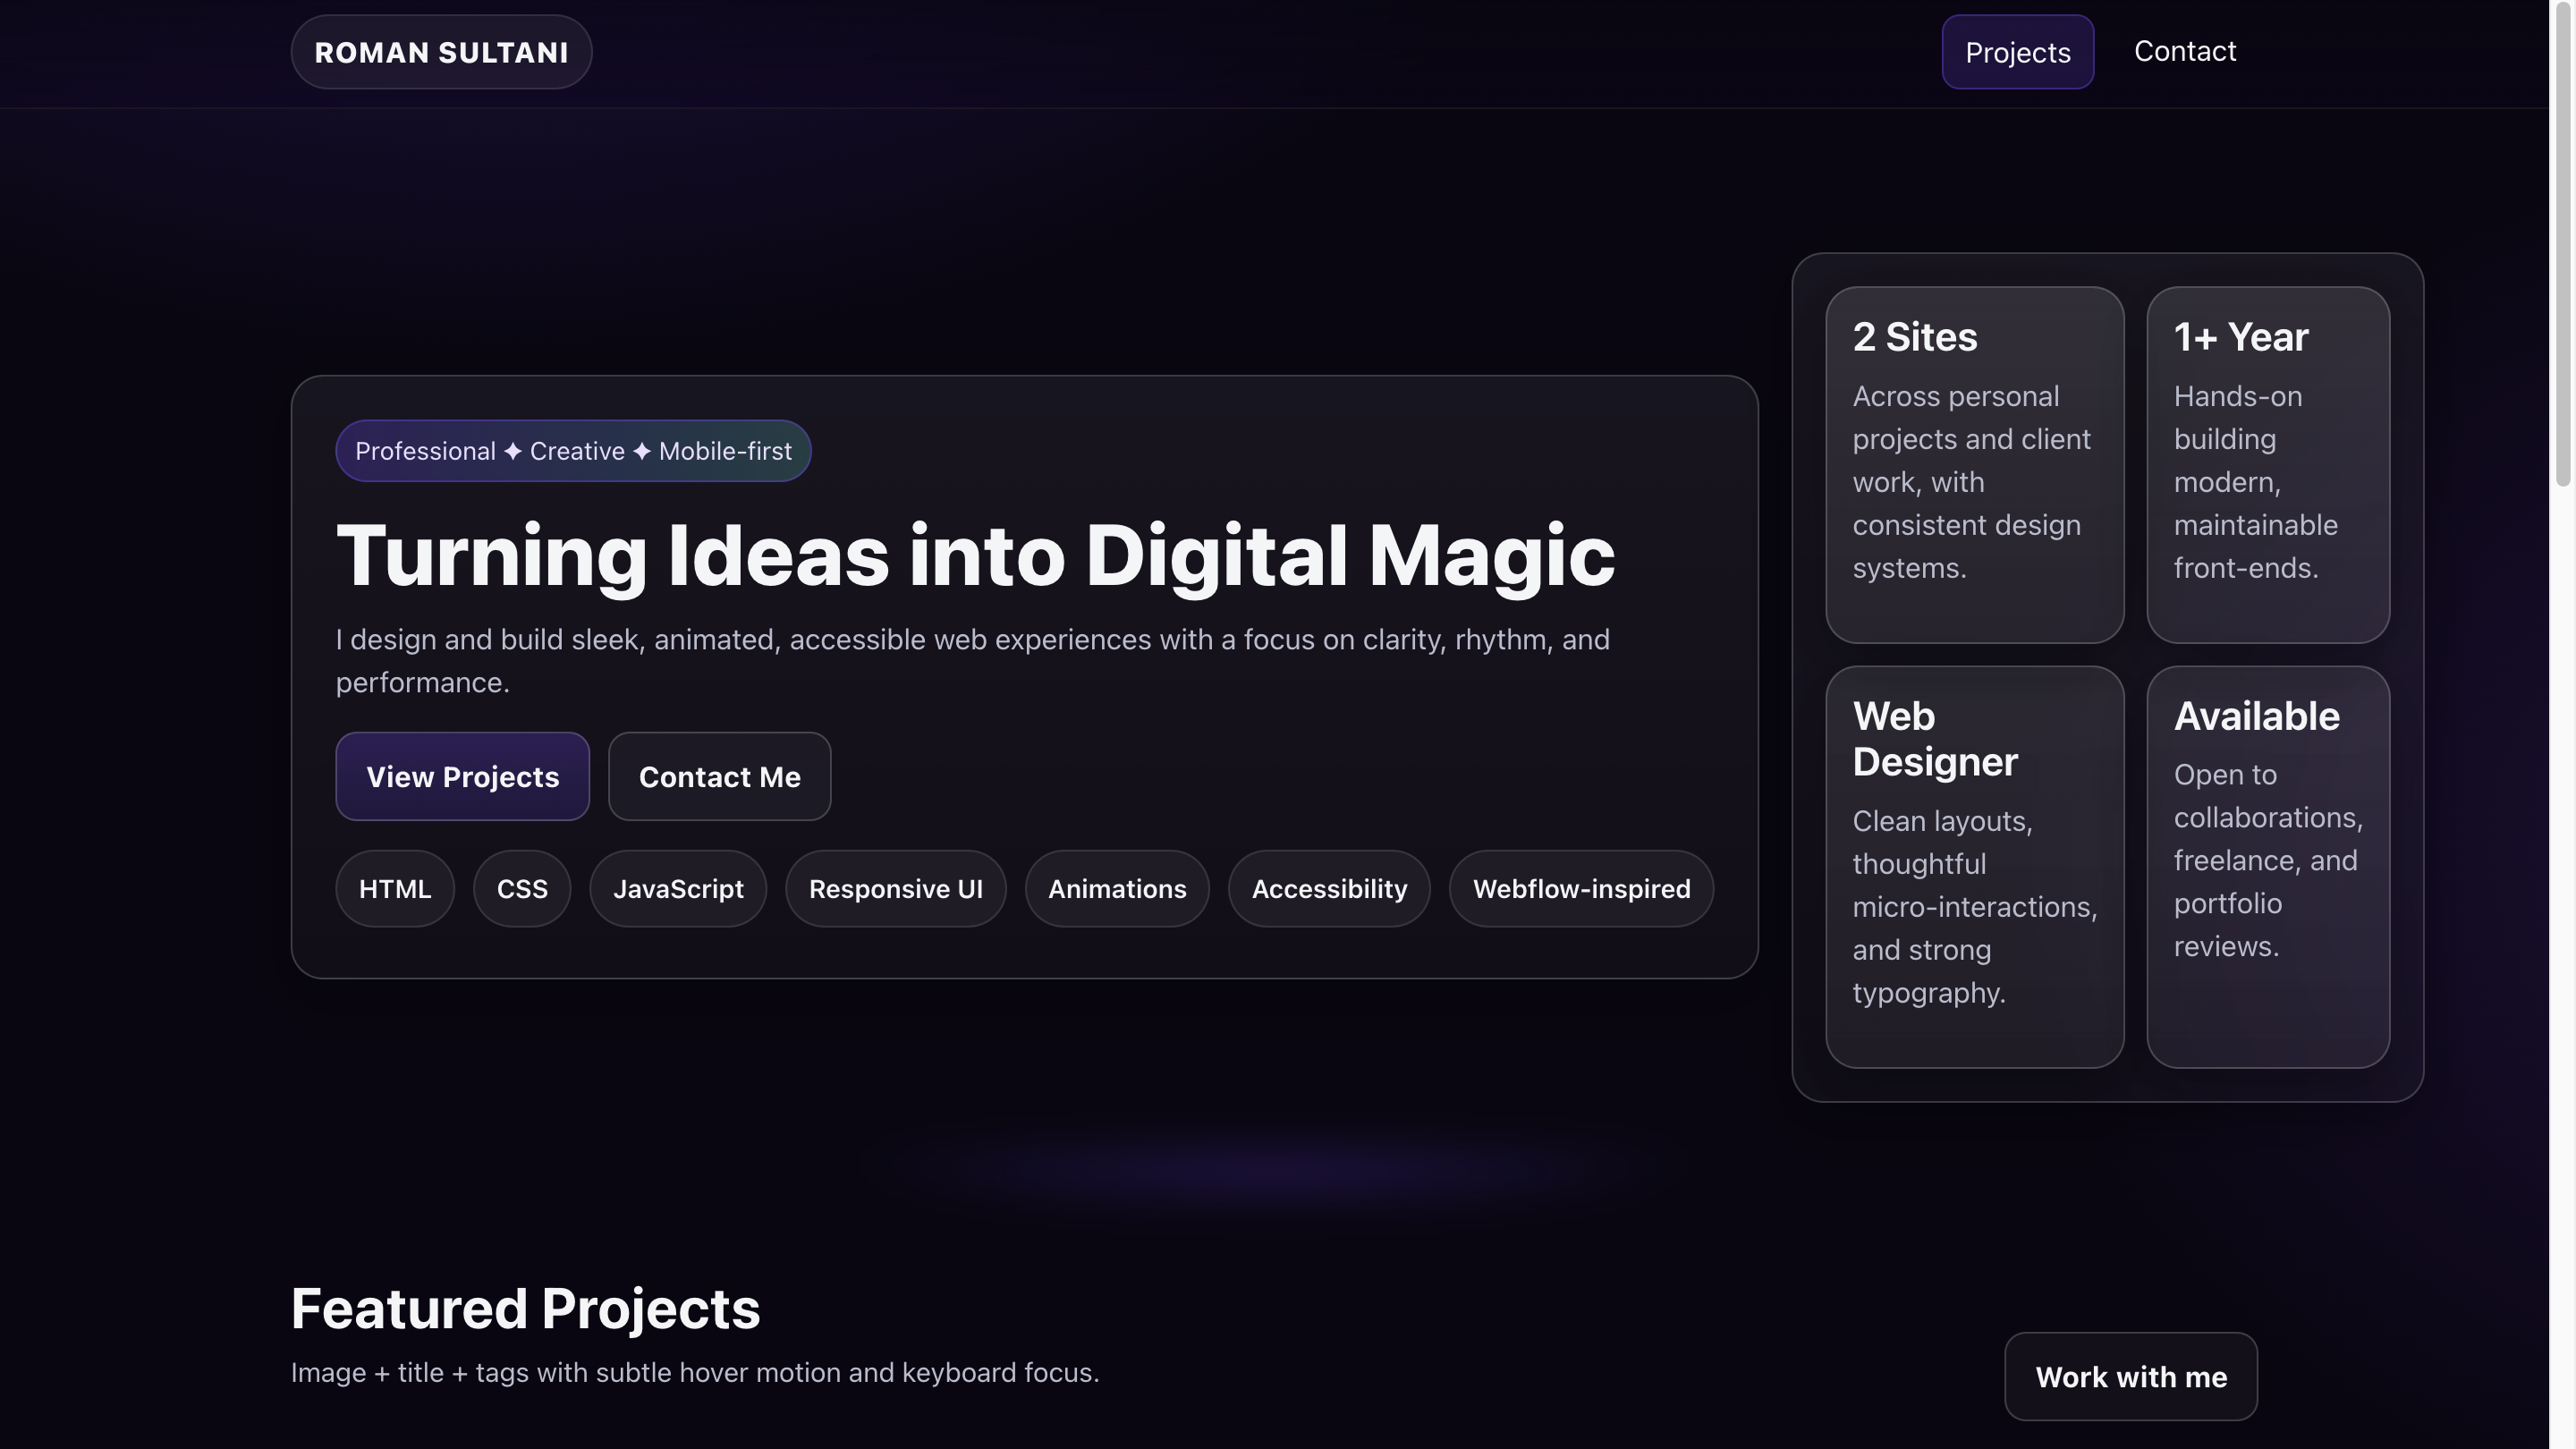 ROMAN SULTANI
Projects
Contact
Professional ✦ Creative ✦ Mobile-first
Turning Ideas into Digital Magic
I design and build sleek, animated, accessible web experiences with a focus on clarity, rhythm, and
performance.
View Projects
Contact Me
HTML
CSS
JavaScript
Responsive UI
Animations
Accessibility
Webflow-inspired
2 Sites
Across personal
projects and client
work, with
consistent design
systems.
1+ Year
Hands-on
building
modern,
maintainable
front-ends.
Web
Designer
Clean layouts,
thoughtful
micro-interactions,
and strong
typography.
Available
Open to
collaborations,
freelance, and
portfolio
reviews.
Featured Projects
Image + title + tags with subtle hover motion and keyboard focus.
Work with me